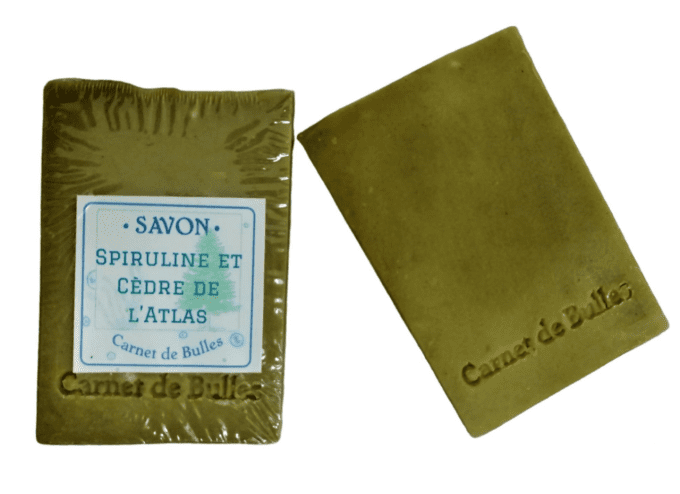 • SAVON •
SPIRULINE ET
CÈDRE DE
L'ATLAS
Carnet de Bulles
Carnet de Bulles
Carnet de Bulles